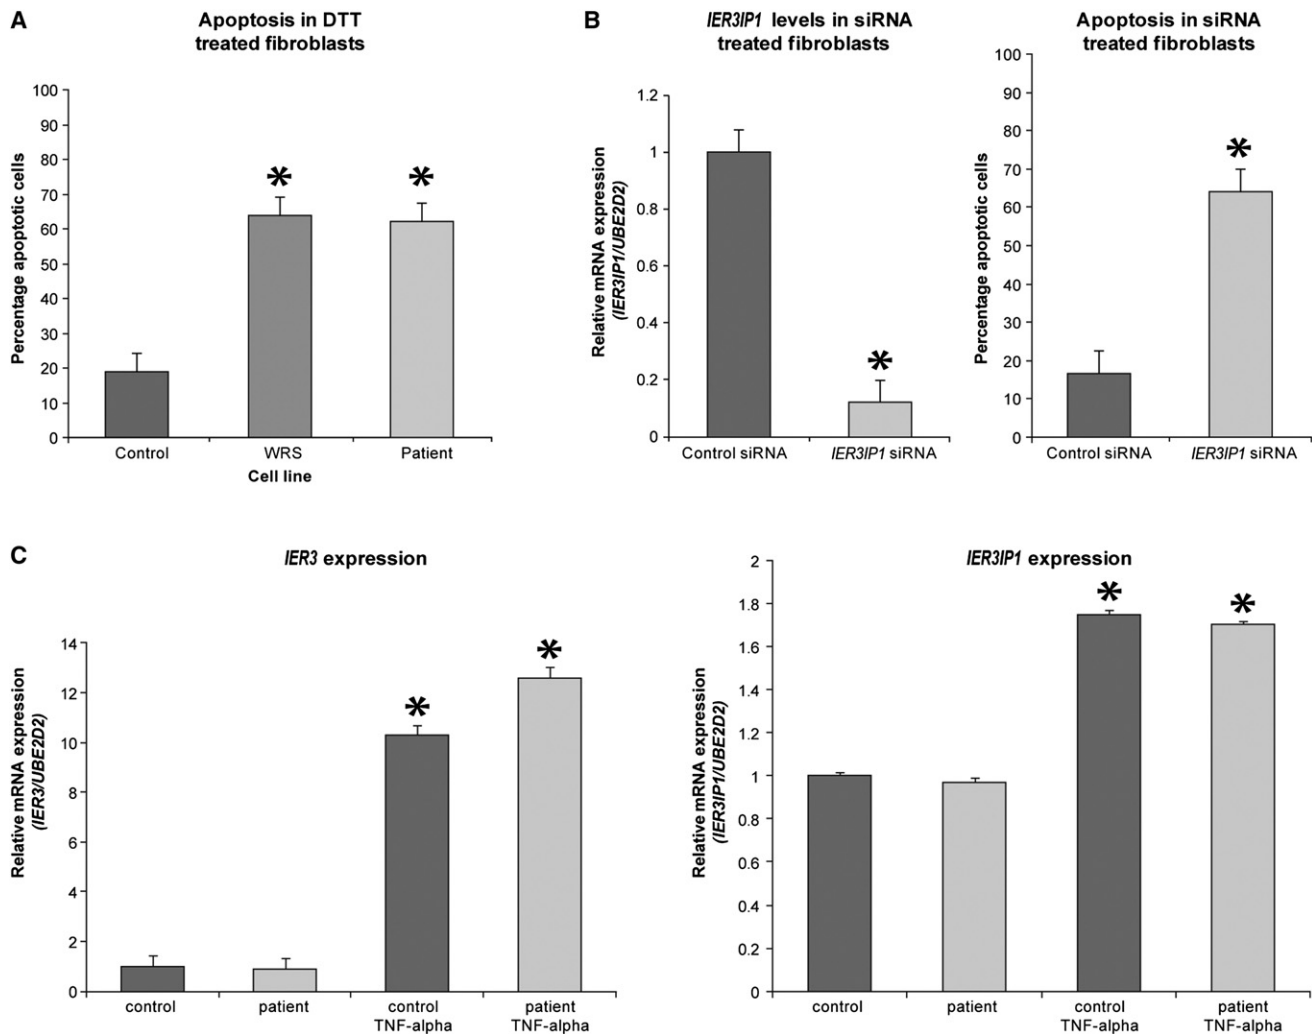 A
Apoptosis in DTT
treated fibroblasts
Percentage apoptotic cells
100
90
80
70
60
50
40
30
20
10
0
*
*
Control
WRS
Patient
Cell line
B
IER3IP1 levels in siRNA
treated fibroblasts
Relative mRNA expression
(IER3IP1/UBE2D2)
1.2
1
0.8
0.6
0.4
0.2
0
*
Control siRNA
IER3IP1 siRNA
Apoptosis in siRNA
treated fibroblasts
Percentage apoptotic cells
100
90
80
70
60
50
40
30
20
10
0
*
Control siRNA
IER3IP1 siRNA
C
IER3 expression
Relative mRNA expression
(IER3/UBE2D2)
14
12
10
8
6
4
2
0
*
*
control
patient
control
TNF-alpha
patient
TNF-alpha
IER3IP1 expression
Relative mRNA expression
(IER3IP1/UBE2D2)
2
1.8
1.6
1.4
1.2
1
0.8
0.6
0.4
0.2
0
*
*
control
patient
control
TNF-alpha
patient
TNF-alpha